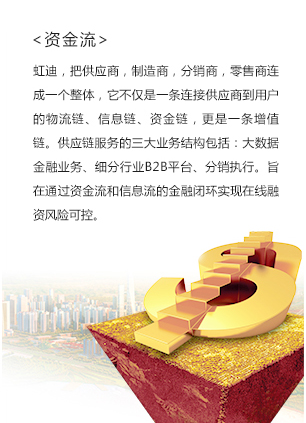 <资金流>
虹迪，把供应商，制造商，分销商，零售商连
成一个整体，它不仅是一条连接供应商到用户
的物流链、信息链、资金链，更是一条增值
链。供应链服务的三大业务结构包括：大数据
金融业务、细分行业B2B平台、分销执行。旨
在通过资金流和信息流的金融闭环实现在线融
资风险可控。